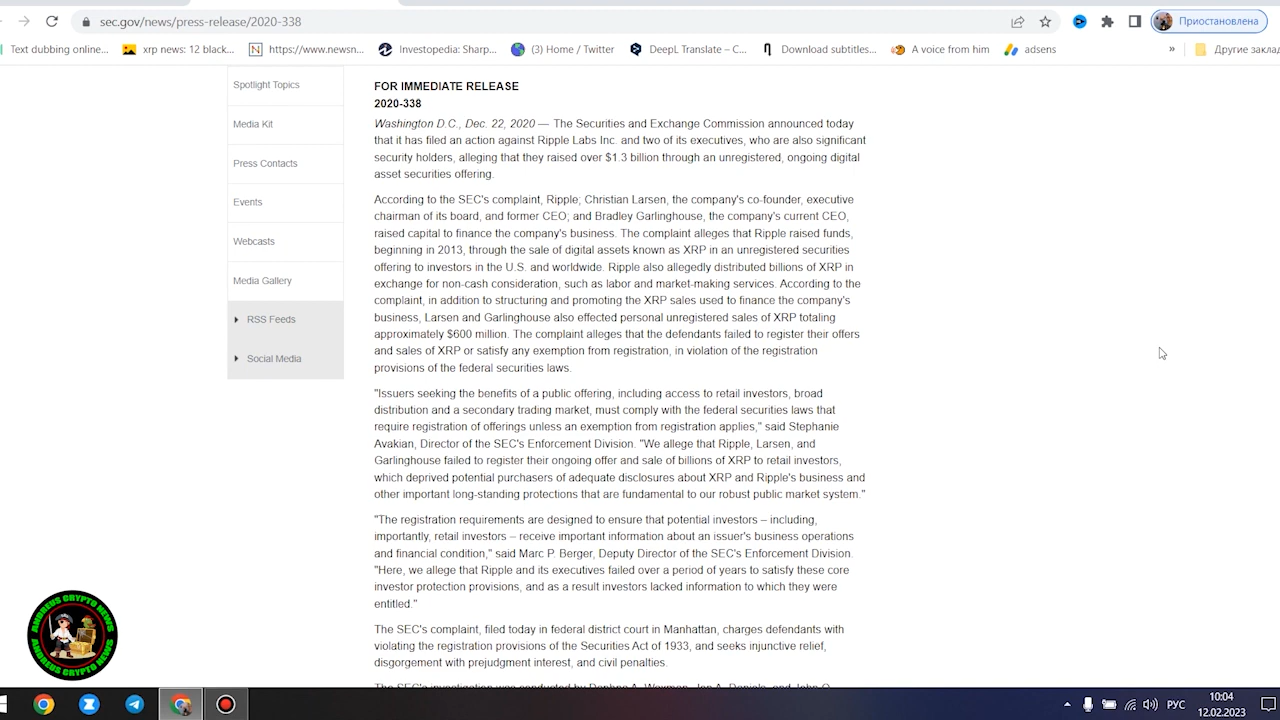 sec.gov/news/press-release/2020-338
Приостановлена
Text dubbing online...
xrp news: 12 black...
https://www.newsn...
Investopedia: Sharp...
(3) Home / Twitter
DeepL Translate – C...
Download subtitles...
A voice from him
adsens
»
Другие заклад
Spotlight Topics
Media Kit
Press Contacts
Events
Webcasts
Media Gallery
RSS Feeds
Social Media
FOR IMMEDIATE RELEASE
2020-338
Washington D.C., Dec. 22, 2020 — The Securities and Exchange Commission announced today
that it has filed an action against Ripple Labs Inc. and two of its executives, who are also significant
security holders, alleging that they raised over $1.3 billion through an unregistered, ongoing digital
asset securities offering.
According to the SEC's complaint, Ripple; Christian Larsen, the company's co-founder, executive
chairman of its board, and former CEO; and Bradley Garlinghouse, the company's current CEO,
raised capital to finance the company's business. The complaint alleges that Ripple raised funds,
beginning in 2013, through the sale of digital assets known as XRP in an unregistered securities
offering to investors in the U.S. and worldwide. Ripple also allegedly distributed billions of XRP in
exchange for non-cash consideration, such as labor and market-making services. According to the
complaint, in addition to structuring and promoting the XRP sales used to finance the company's
business, Larsen and Garlinghouse also effected personal unregistered sales of XRP totaling
approximately $600 million. The complaint alleges that the defendants failed to register their offers
and sales of XRP or satisfy any exemption from registration, in violation of the registration
provisions of the federal securities laws.
"Issuers seeking the benefits of a public offering, including access to retail investors, broad
distribution and a secondary trading market, must comply with the federal securities laws that
require registration of offerings unless an exemption from registration applies," said Stephanie
Avakian, Director of the SEC's Enforcement Division. "We allege that Ripple, Larsen, and
Garlinghouse failed to register their ongoing offer and sale of billions of XRP to retail investors,
which deprived potential purchasers of adequate disclosures about XRP and Ripple's business and
other important long-standing protections that are fundamental to our robust public market system."
"The registration requirements are designed to ensure that potential investors – including,
importantly, retail investors – receive important information about an issuer's business operations
and financial condition," said Marc P. Berger, Deputy Director of the SEC's Enforcement Division.
"Here, we allege that Ripple and its executives failed over a period of years to satisfy these core
investor protection provisions, and as a result investors lacked information to which they were
entitled."
The SEC's complaint, filed today in federal district court in Manhattan, charges defendants with
violating the registration provisions of the Securities Act of 1933, and seeks injunctive relief,
disgorgement with prejudgment interest, and civil penalties.
ANDREUS CRYPTO NEWS
ANDREUS CRYPTO NEWS
РУС
10:04
12.02.2023